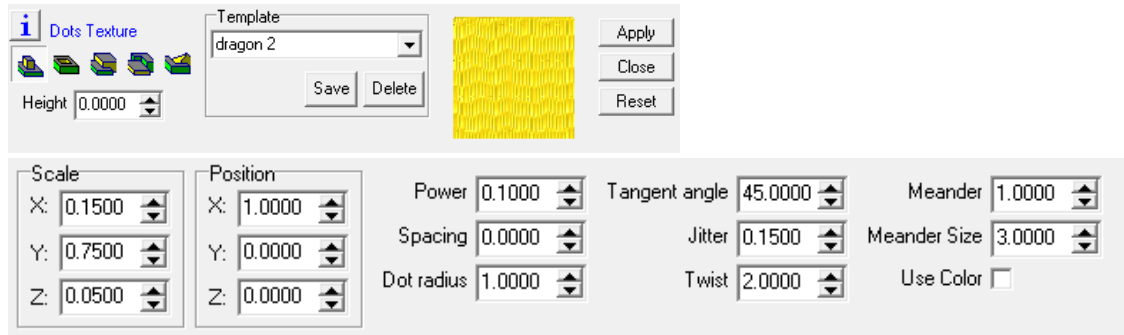 i Dots Texture
Template
dragon 2
Save Delete
Height 0.0000
Apply
Close
Reset
Scale
X: 0.1500
Y: 0.7500
Z: 0.0500
Position
X: 1.0000
Y: 0.0000
Z: 0.0000
Power 0.1000
Spacing 0.0000
Dot radius 1.0000
Tangent angle 45.0000
Jitter 0.1500
Twist 2.0000
Meander 1.0000
Meander Size 3.0000
Use Color